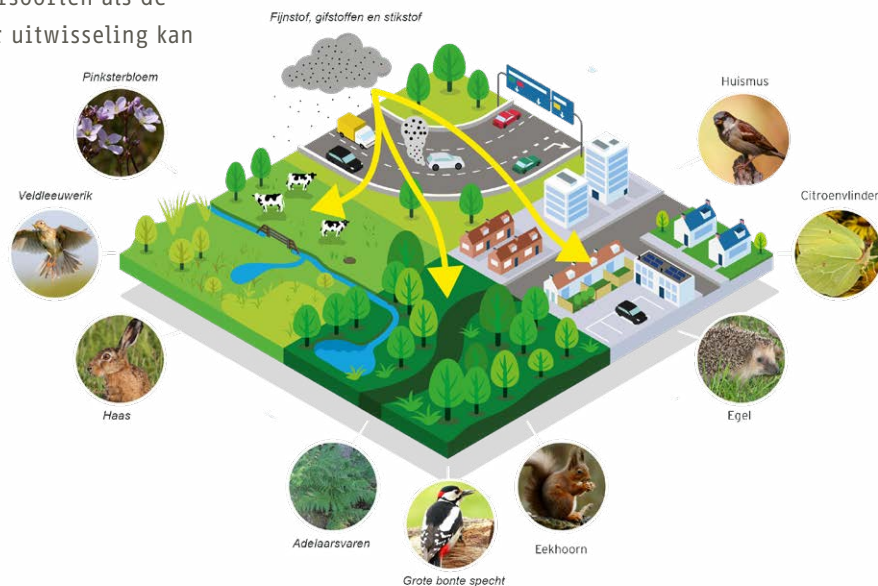 rsoorten als de
r uitwisseling kan
Fijnstof, gifstoffen en stikstof
Pinksterbloem
Huismus
Veldleeuwerik
Citroenvlinder
Haas
Egel
Adelaarsvaren
Eekhoorn
Grote bonte specht